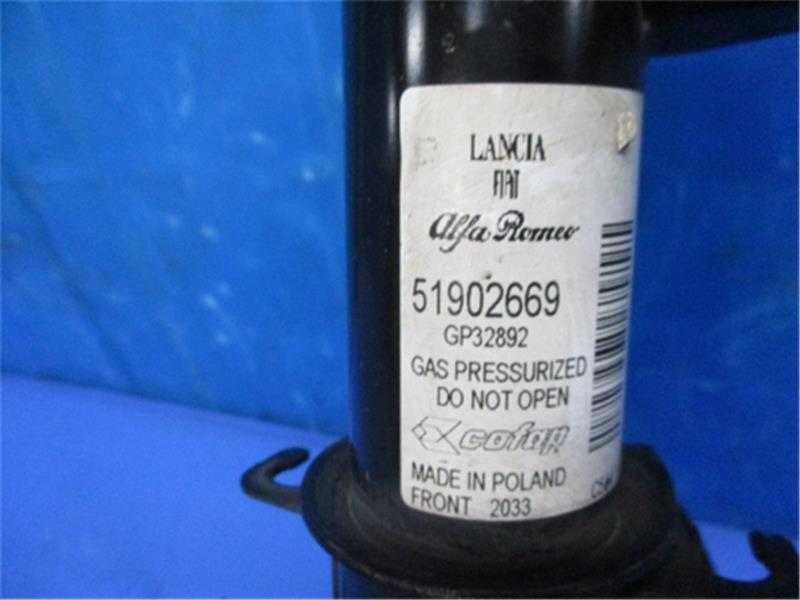 LANCIA
FIAT
Alfa Romeo
51902669
GP32892
GAS PRESSURIZED
DO NOT OPEN
cofap
MADE IN POLAND
FRONT 2033